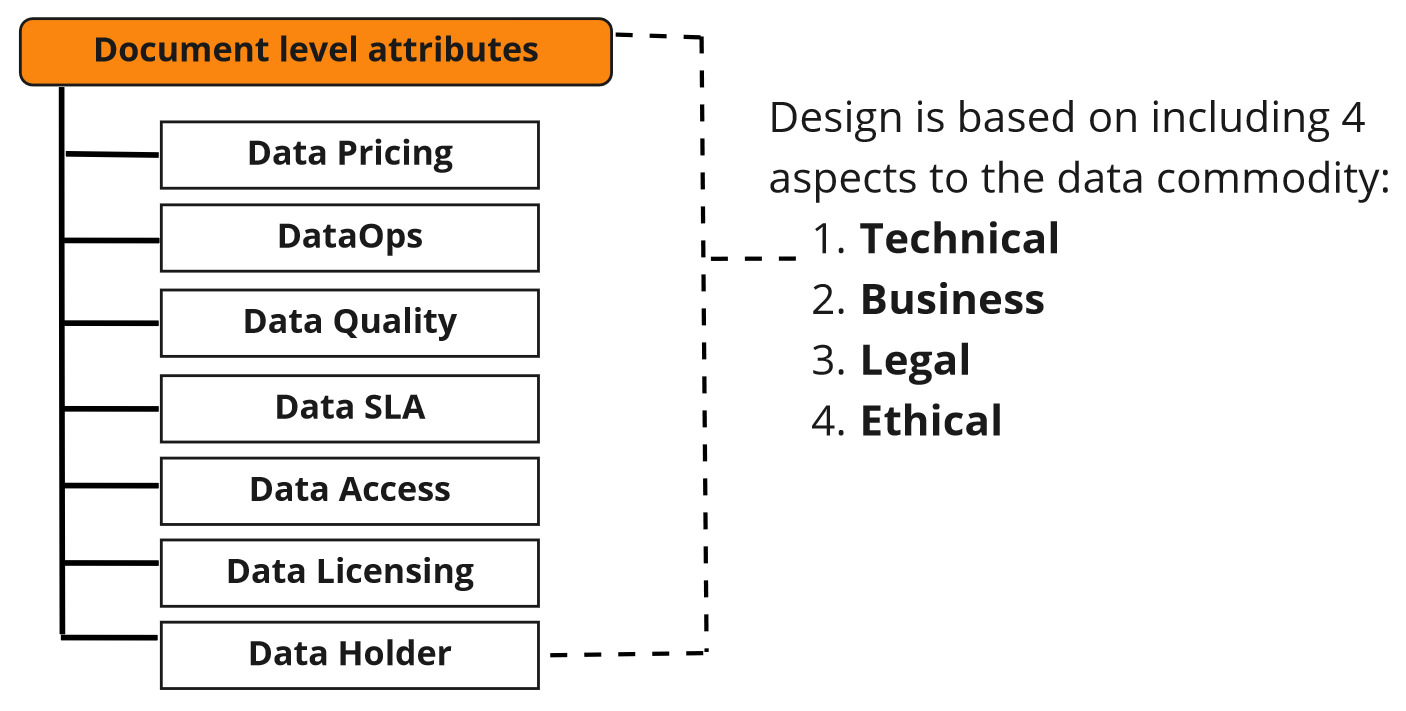 Document level attributes
Data Pricing
DataOps
Data Quality
Data SLA
Data Access
Data Licensing
Data Holder
Design is based on including 4
aspects to the data commodity:
1. Technical
2. Business
3. Legal
4. Ethical